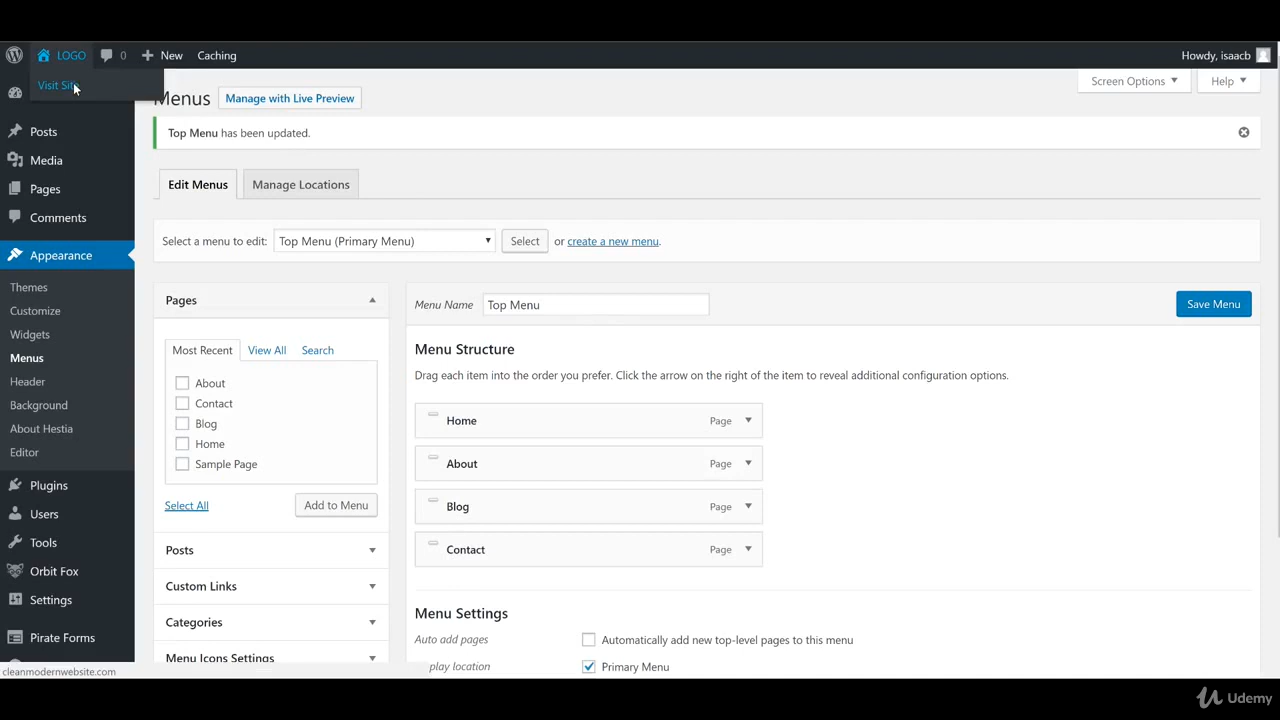 LOGO 0 New Caching Howdy, isaacb
Visit Site
Screen Options Help
Menus Manage with Live Preview
Top Menu has been updated.
Posts
Media
Pages
Comments
Appearance
Themes
Customize
Widgets
Menus
Header
Background
About Hestia
Editor
Plugins
Users
Tools
Orbit Fox
Settings
Pirate Forms
Edit Menus Manage Locations
Select a menu to edit: Top Menu (Primary Menu) Select or create a new menu.
Pages
Most Recent View All Search
About
Contact
Blog
Home
Sample Page
Select All Add to Menu
Posts
Custom Links
Categories
Menu Icons Settings
Menu Name Top Menu Save Menu
Menu Structure
Drag each item into the order you prefer. Click the arrow on the right of the item to reveal additional configuration options.
Home Page
About Page
Blog Page
Contact Page
Menu Settings
Auto add pages Automatically add new top-level pages to this menu
play location Primary Menu
cleanmodernwebsite.com
Udemy